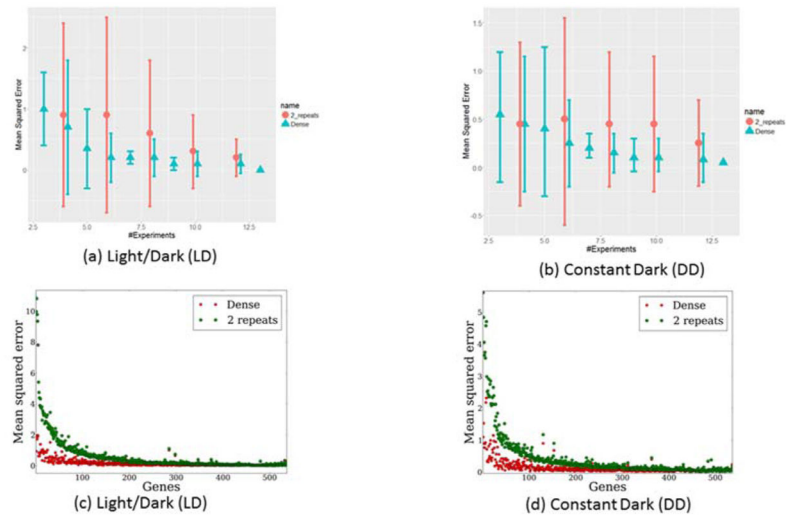 2
1
0
Mean Squared Error
2.5
5.0
7.5
10.0
12.5
#Experiments
name
2_repeats
Dense
(a) Light/Dark (LD)
1.5
1.0
0.5
0.0
-0.5
Mean Squared Error
2.5
5.0
7.5
10.0
12.5
#Experiments
name
2_repeats
Dense
(b) Constant Dark (DD)
10
8
6
4
2
0
Mean squared error
Dense
2 repeats
100
200
300
400
500
Genes
(c) Light/Dark (LD)
5
4
3
2
1
0
Mean squared error
Dense
2 repeats
100
200
300
400
500
Genes
(d) Constant Dark (DD)